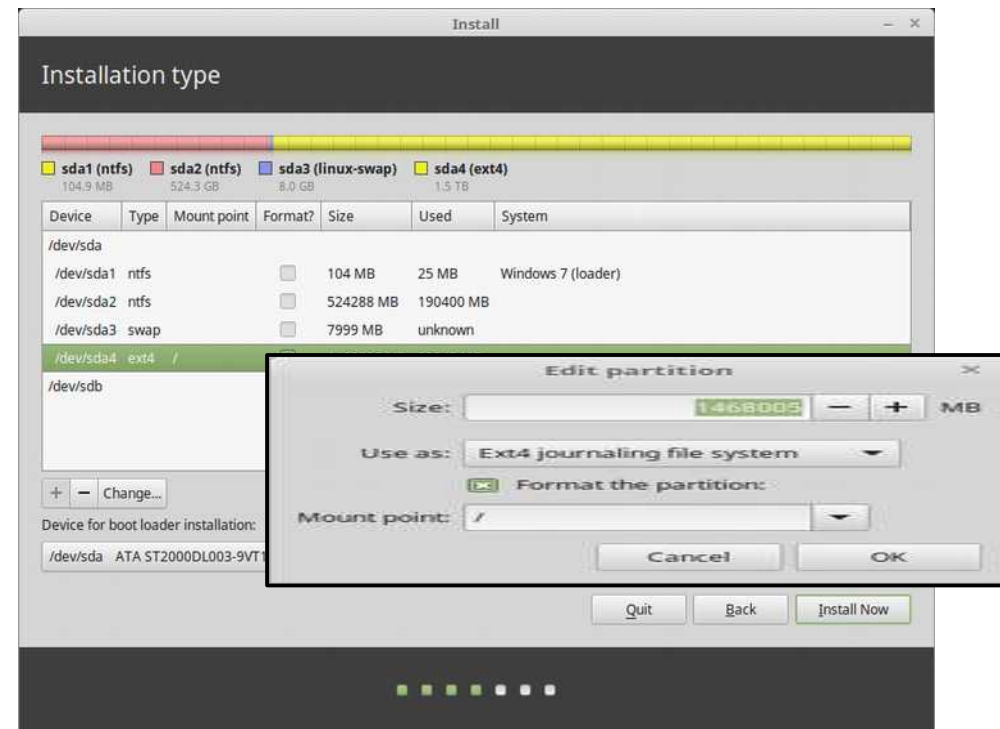 Install
Installation type
sda1 (ntfs) sda2 (ntfs) sda3 (linux-swap) sda4 (ext4)
104.9 MB 524.3 GB 8.0 GB 1.5 TB
Device Type Mount point Format? Size Used System
/dev/sda
/dev/sda1 ntfs 104 MB 25 MB Windows 7 (loader)
/dev/sda2 ntfs 524288 MB 190400 MB
/dev/sda3 swap 7999 MB unknown
/dev/sda4 ext4 /
/dev/sdb
Edit partition
Size: 1468005 — + MB
Use as: Ext4 journaling file system
Format the partition:
Mount point: /
Cancel OK
+ − Change...
Device for boot loader installation:
/dev/sda ATA ST2000DL003-9VT1
Quit Back Install Now